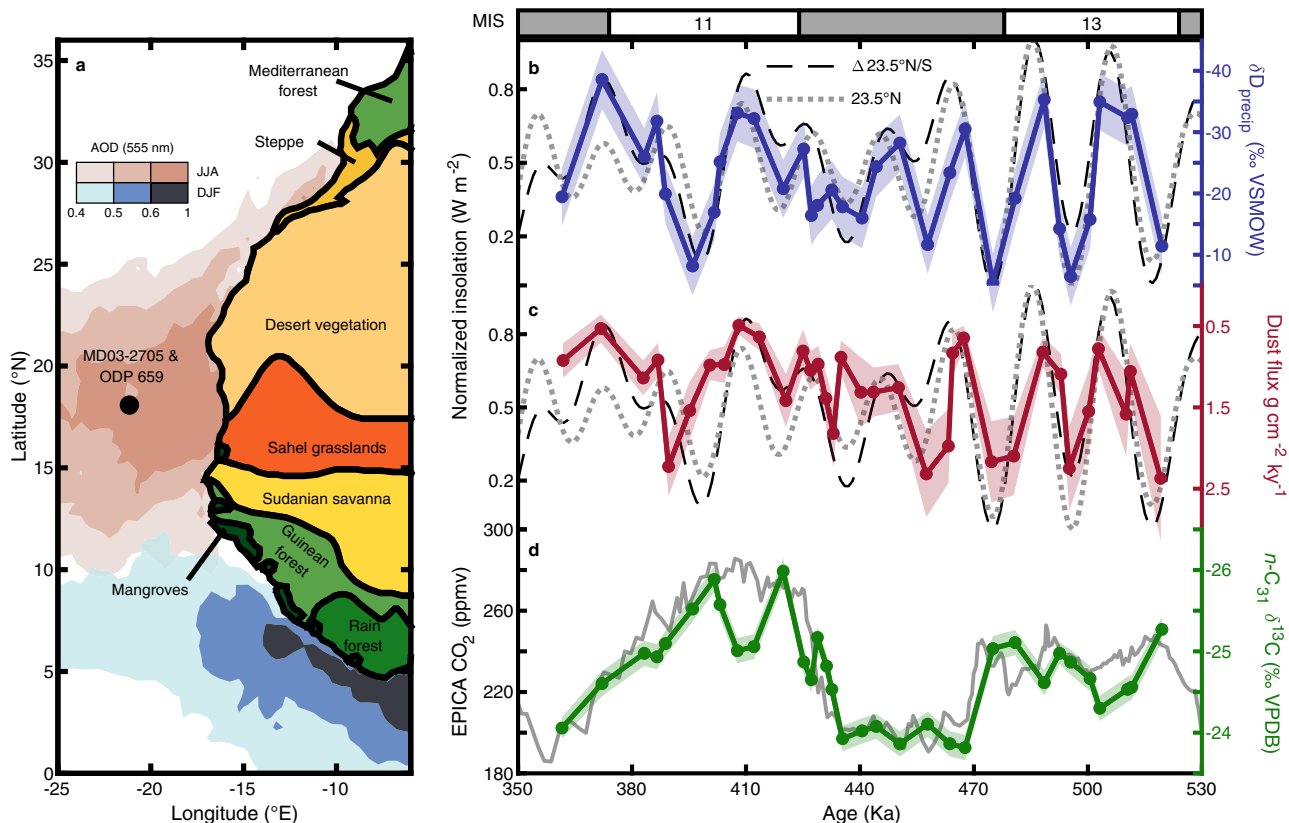 MIS
11
13
a
Mediterranean
forest
Steppe
AOD (555 nm)
JJA
DJF
0.4 0.5 0.6 1
Desert vegetation
MD03-2705 &
ODP 659
Sahel grasslands
Sudanian savanna
Guinean
forest
Mangroves
Rain
forest
Latitude (°N)
35
30
25
20
15
10
5
0
-25 -20 -15 -10
Longitude (°E)
b
Δ 23.5°N/S
23.5°N
Normalized insolation (W m-2)
0.8
0.5
0.2
δDprecip (‰ VSMOW)
-40
-30
-20
-10
c
0.8
0.5
0.2
Dust flux g cm-2 ky-1
0.5
1.5
2.5
d
EPICA CO2 (ppmv)
300
260
220
180
n-C31 δ13C (‰ VPDB)
-26
-25
-24
350 380 410 440 470 500 530
Age (Ka)